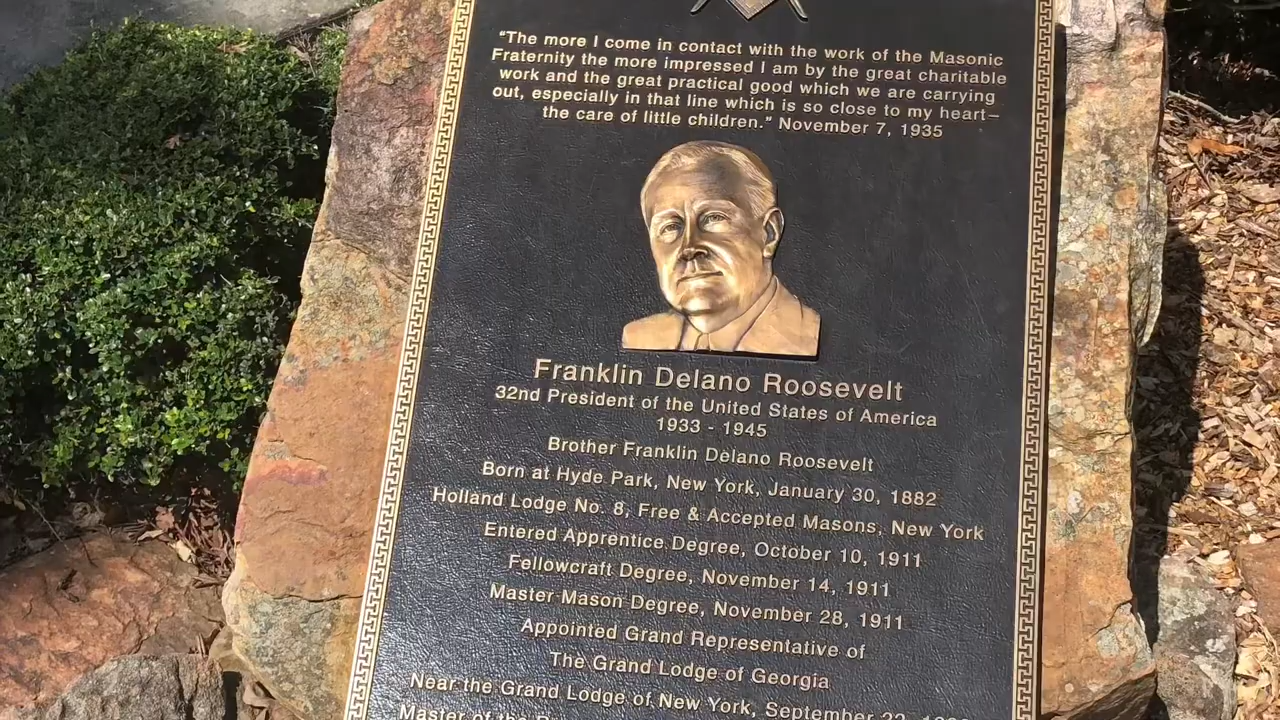 “The more I come in contact with the work of the Masonic
Fraternity the more impressed I am by the great charitable
work and the great practical good which we are carrying
out, especially in that line which is so close to my heart—
the care of little children.” November 7, 1935
Franklin Delano Roosevelt
32nd President of the United States of America
1933 - 1945
Brother Franklin Delano Roosevelt
Born at Hyde Park, New York, January 30, 1882
Holland Lodge No. 8, Free & Accepted Masons, New York
Entered Apprentice Degree, October 10, 1911
Fellowcraft Degree, November 14, 1911
Master Mason Degree, November 28, 1911
Appointed Grand Representative of
The Grand Lodge of Georgia
Near the Grand Lodge of New York, September
Master of the